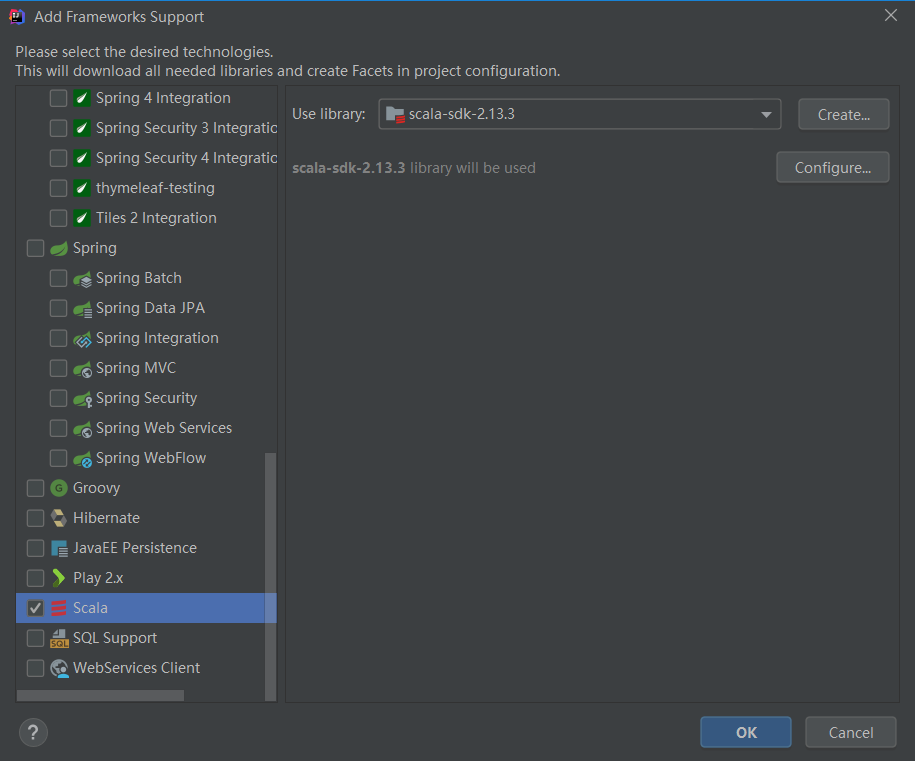 Add Frameworks Support
Please select the desired technologies.
This will download all needed libraries and create Facets in project configuration.
Spring 4 Integration
Spring Security 3 Integratio
Spring Security 4 Integratio
thymeleaf-testing
Tiles 2 Integration
Spring
Spring Batch
Spring Data JPA
Spring Integration
Spring MVC
Spring Security
Spring Web Services
Spring WebFlow
G Groovy
Hibernate
JavaEE Persistence
Play 2.x
Scala
SQL SQL Support
WebServices Client
Use library: scala-sdk-2.13.3 Create...
scala-sdk-2.13.3 library will be used Configure...
? OK Cancel